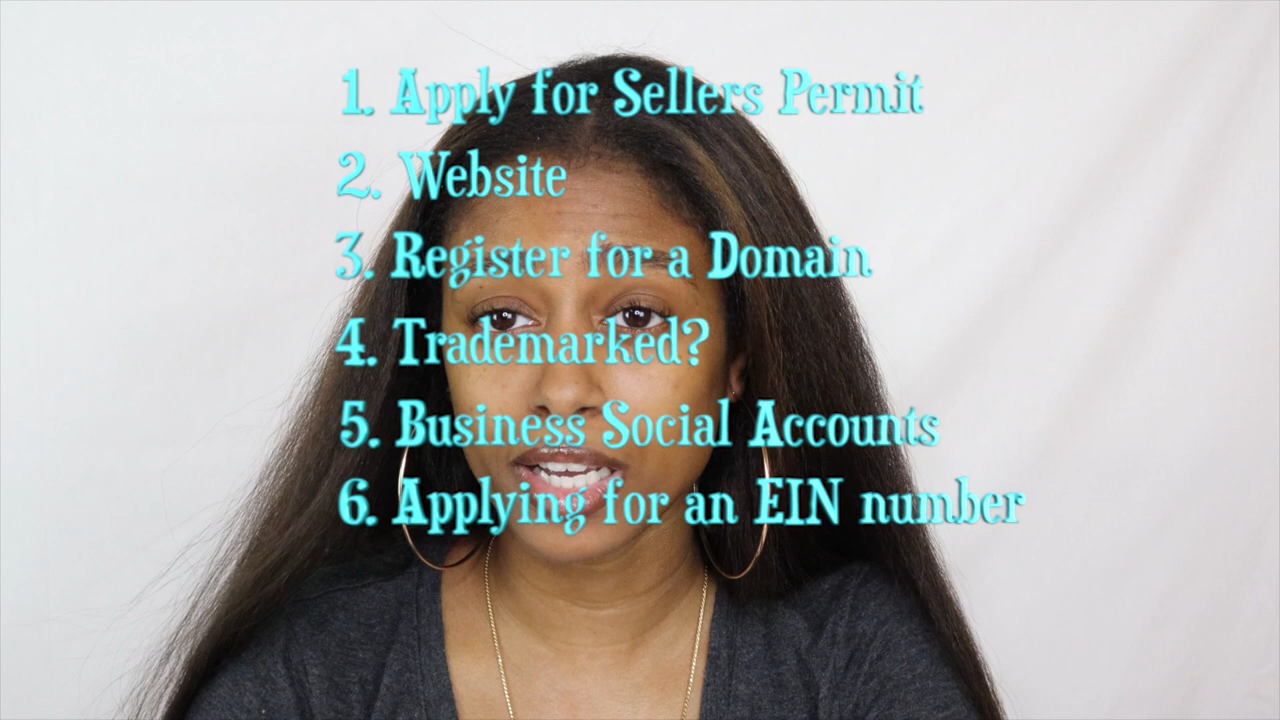 1. Apply for Sellers Permit
2. Website
3. Register for a Domain
4. Trademarked?
5. Business Social Accounts
6. Applying for an EIN number